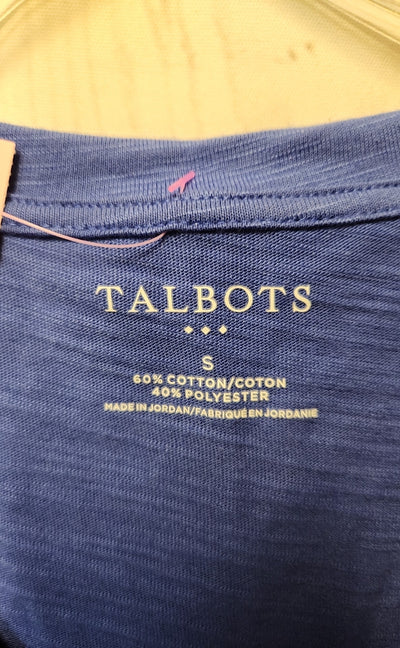 TALBOTS
S
60% COTTON/COTON
40% POLYESTER
MADE IN JORDAN/FABRIQUÉ EN JORDANIE